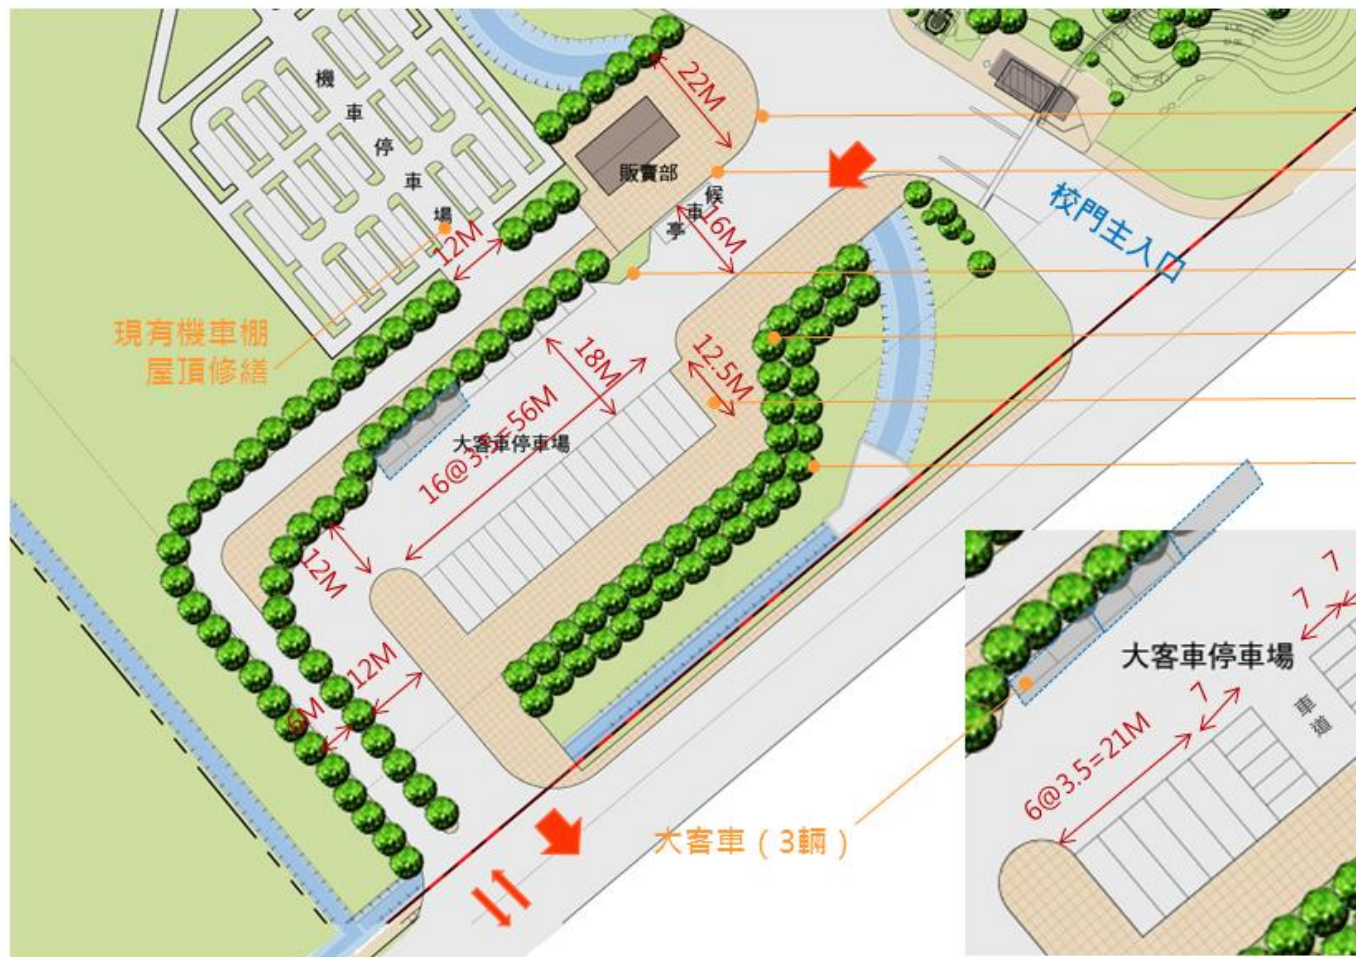 機車停車場
22M
販賣部
候車亭
16M
12M
校門主入口
現有機車棚
屋頂修繕
18M
12.5M
大客車停車場
16@3.5=56M
12M
12M
6M
大客車（3輛）
7
7
大客車停車場
7
車道
6@3.5=21M